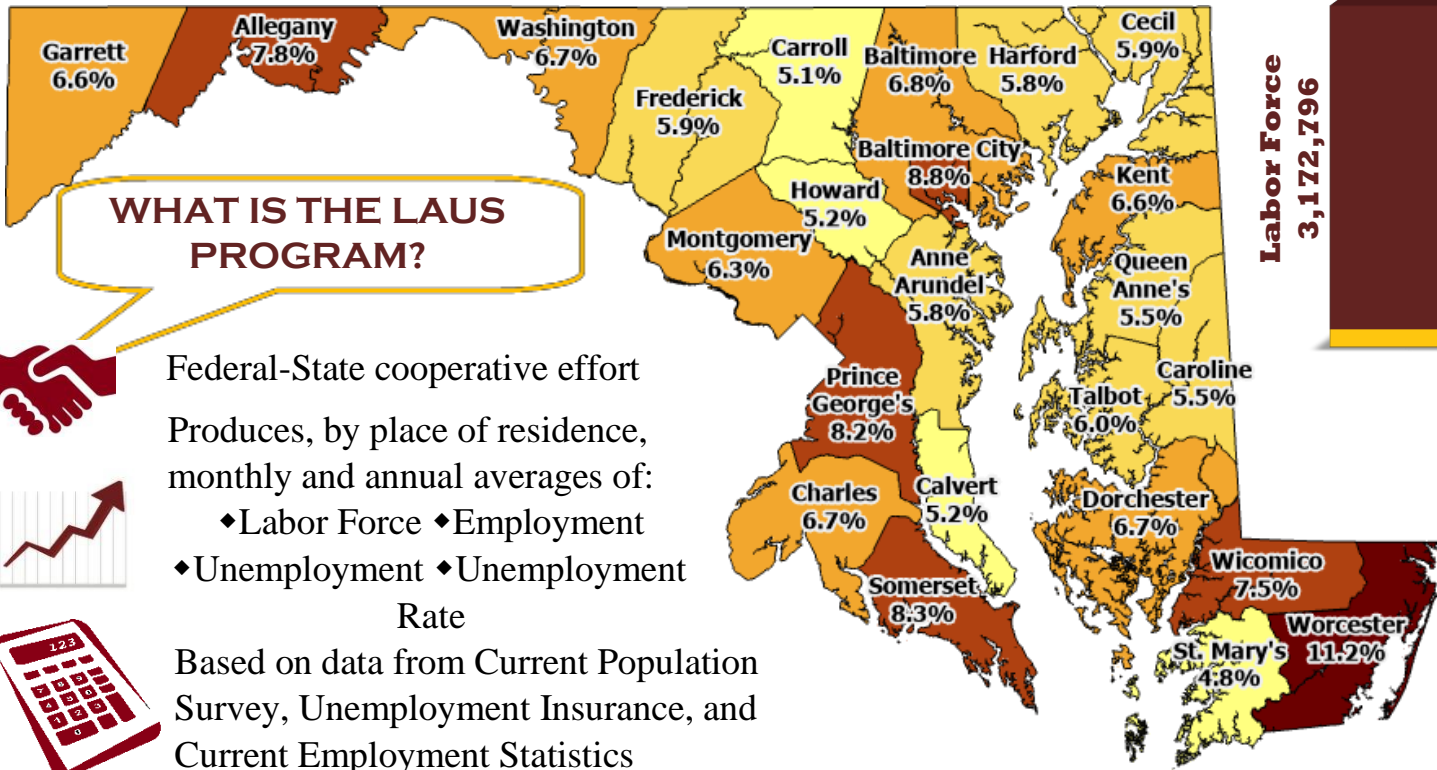 Garrett
6.6%
Allegany
7.8%
Washington
6.7%
Frederick
5.9%
Carroll
5.1%
Baltimore
6.8%
Harford
5.8%
Cecil
5.9%
Baltimore City
8.8%
Howard
5.2%
Montgomery
6.3%
Anne
Arundel
5.8%
Kent
6.6%
Queen
Anne's
5.5%
Caroline
5.5%
Talbot
6.0%
Prince
George's
8.2%
Charles
6.7%
Calvert
5.2%
Dorchester
6.7%
Somerset
8.3%
Wicomico
7.5%
Worcester
11.2%
St. Mary's
4.8%
Labor Force
3,172,796
WHAT IS THE LAUS
PROGRAM?
Federal-State cooperative effort
Produces, by place of residence,
monthly and annual averages of:
◆Labor Force ◆Employment
◆Unemployment ◆Unemployment
Rate
123
Based on data from Current Population
Survey, Unemployment Insurance, and
Current Employment Statistics